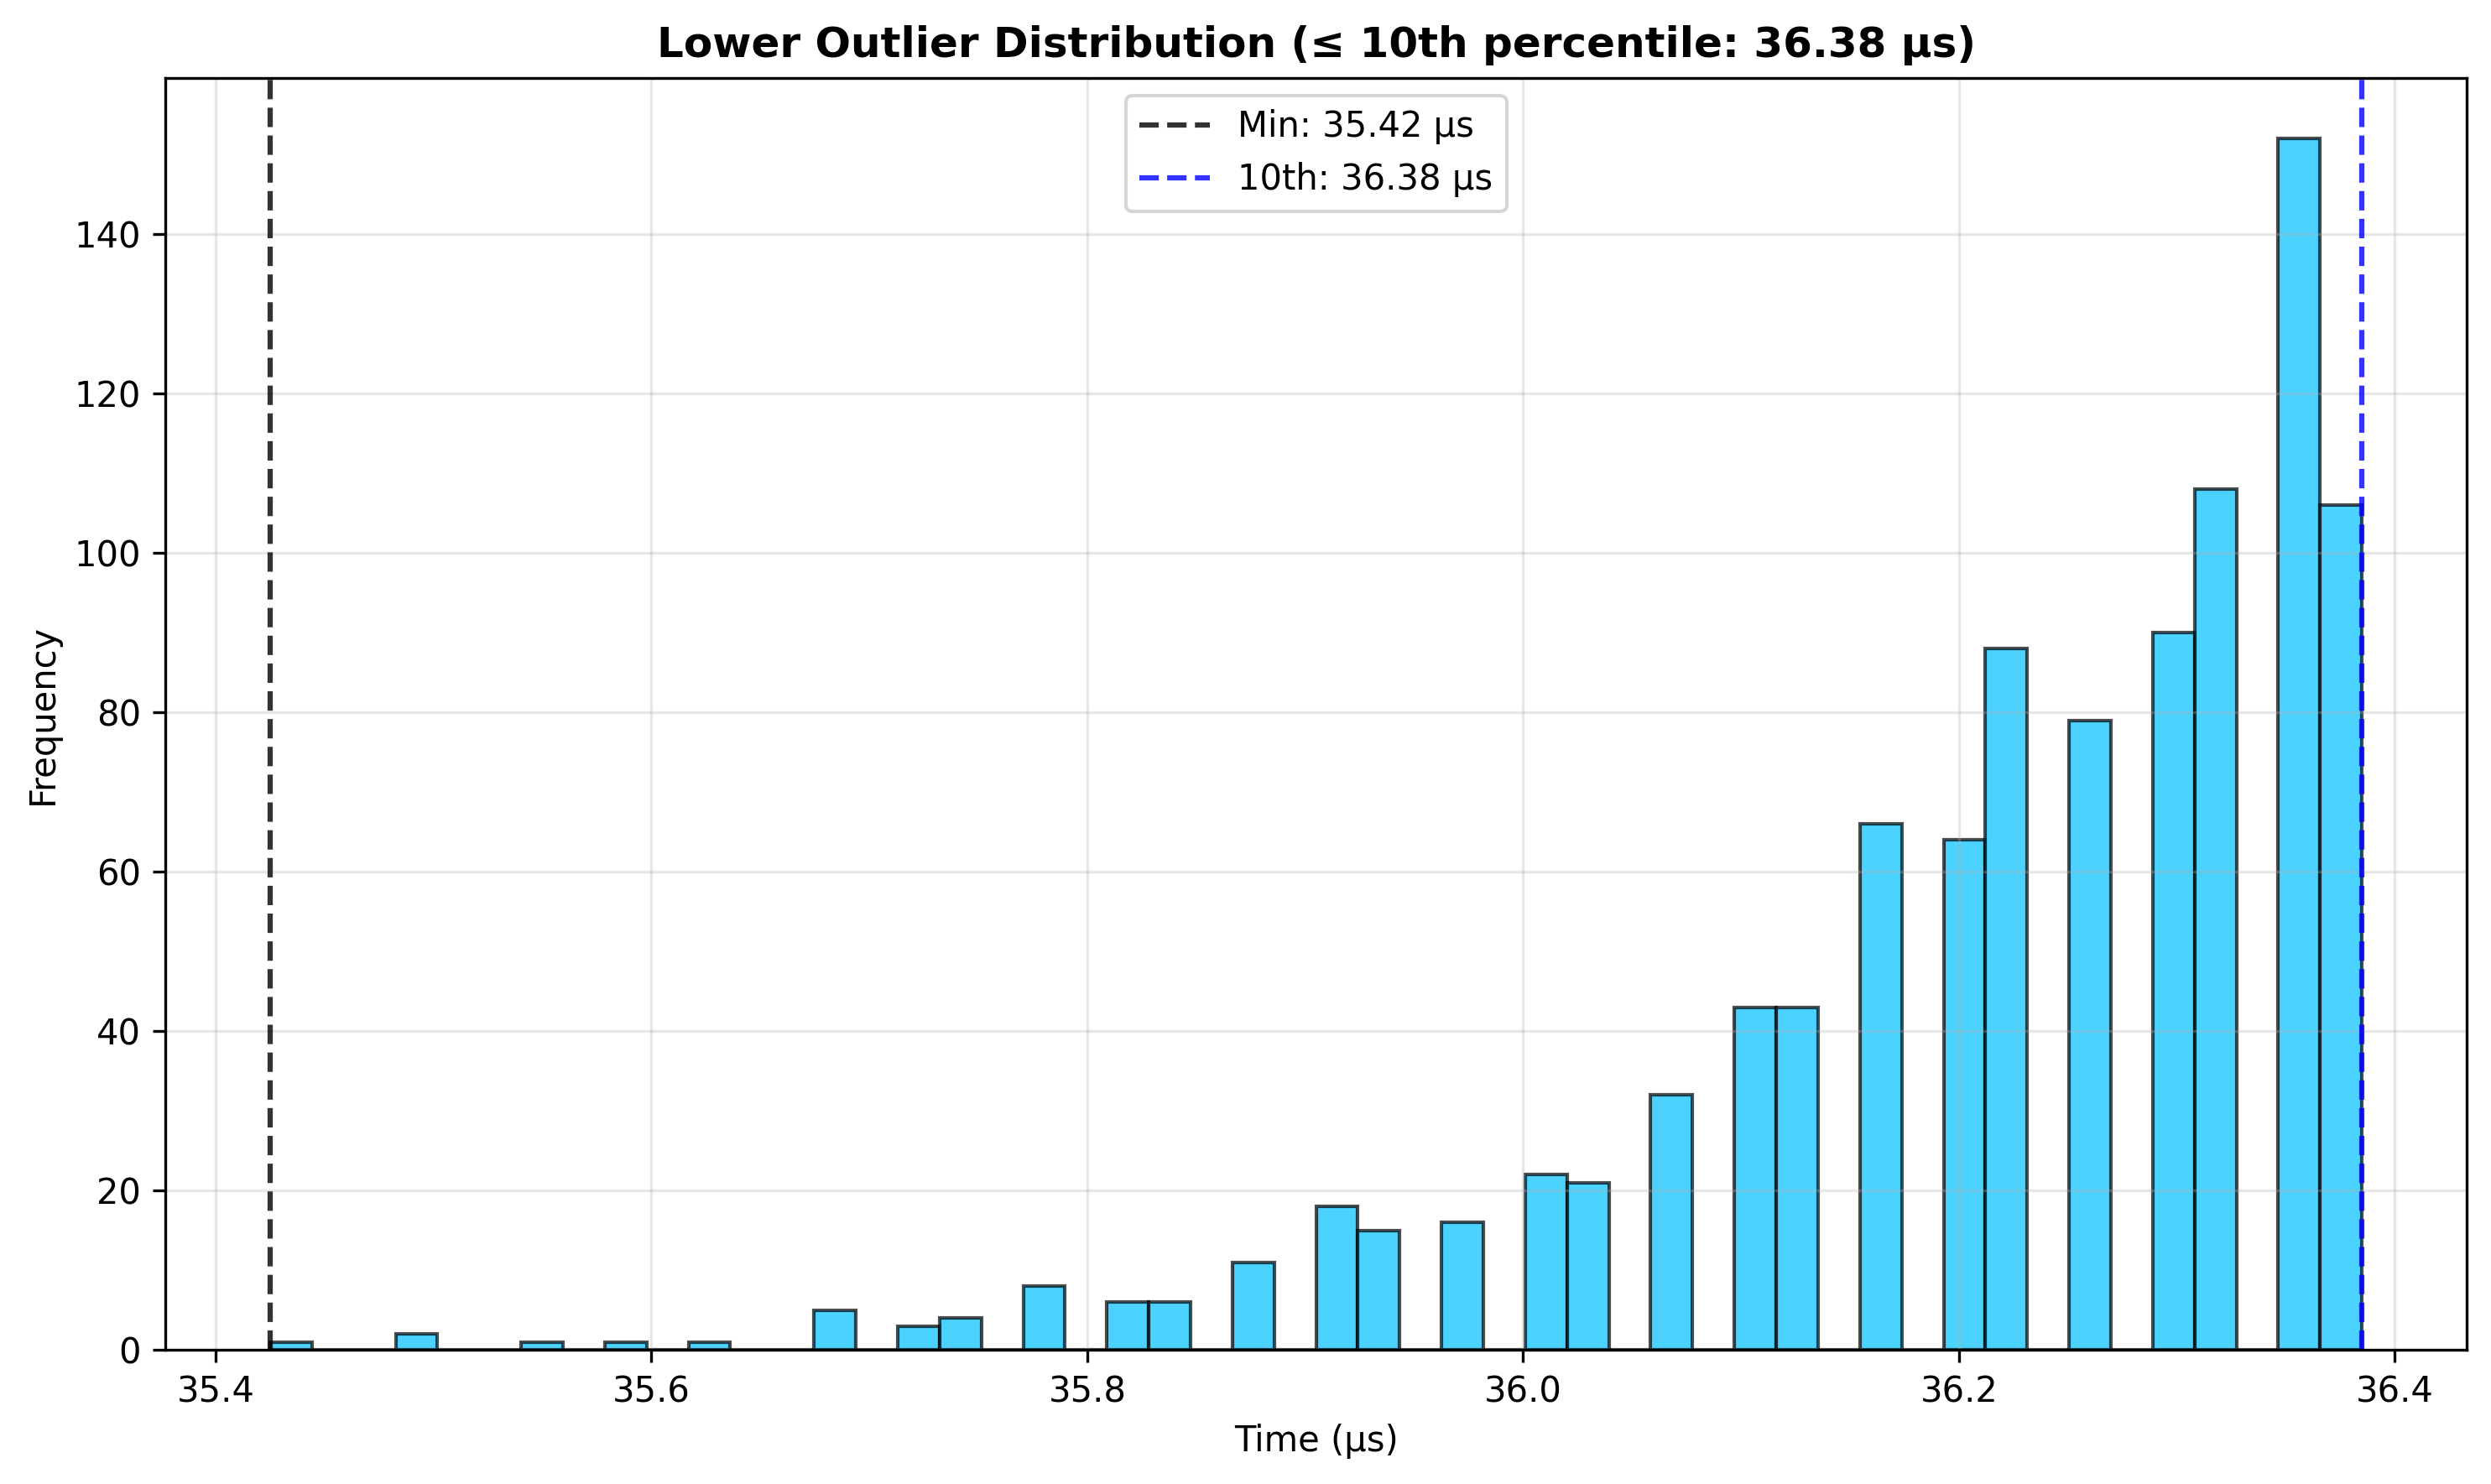 Lower Outlier Distribution (≤ 10th percentile: 36.38 µs)
Min: 35.42 µs
10th: 36.38 µs
140
120
100
80
60
40
20
0
Frequency
35.4 35.6 35.8 36.0 36.2 36.4
Time (µs)